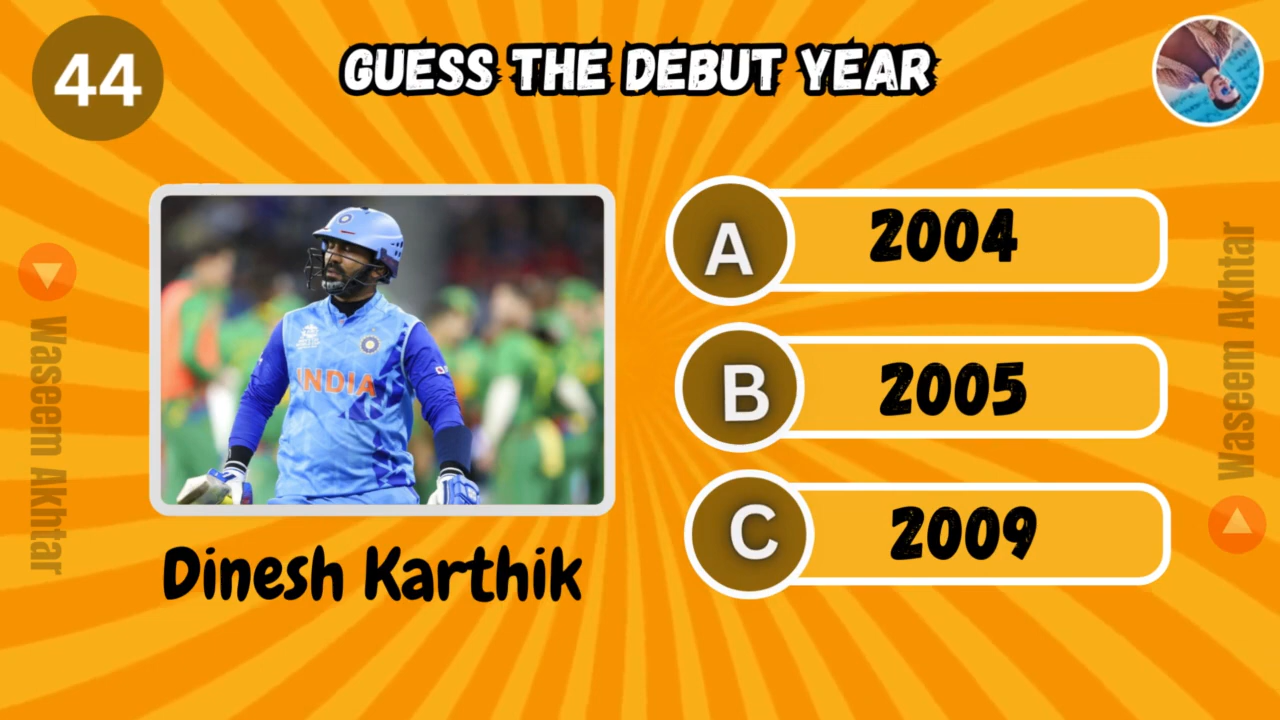 44
GUESS THE DEBUT YEAR
INDIA
Dinesh Karthik
A 2004
B 2005
C 2009
Waseem Akhtar
Waseem Akhtar